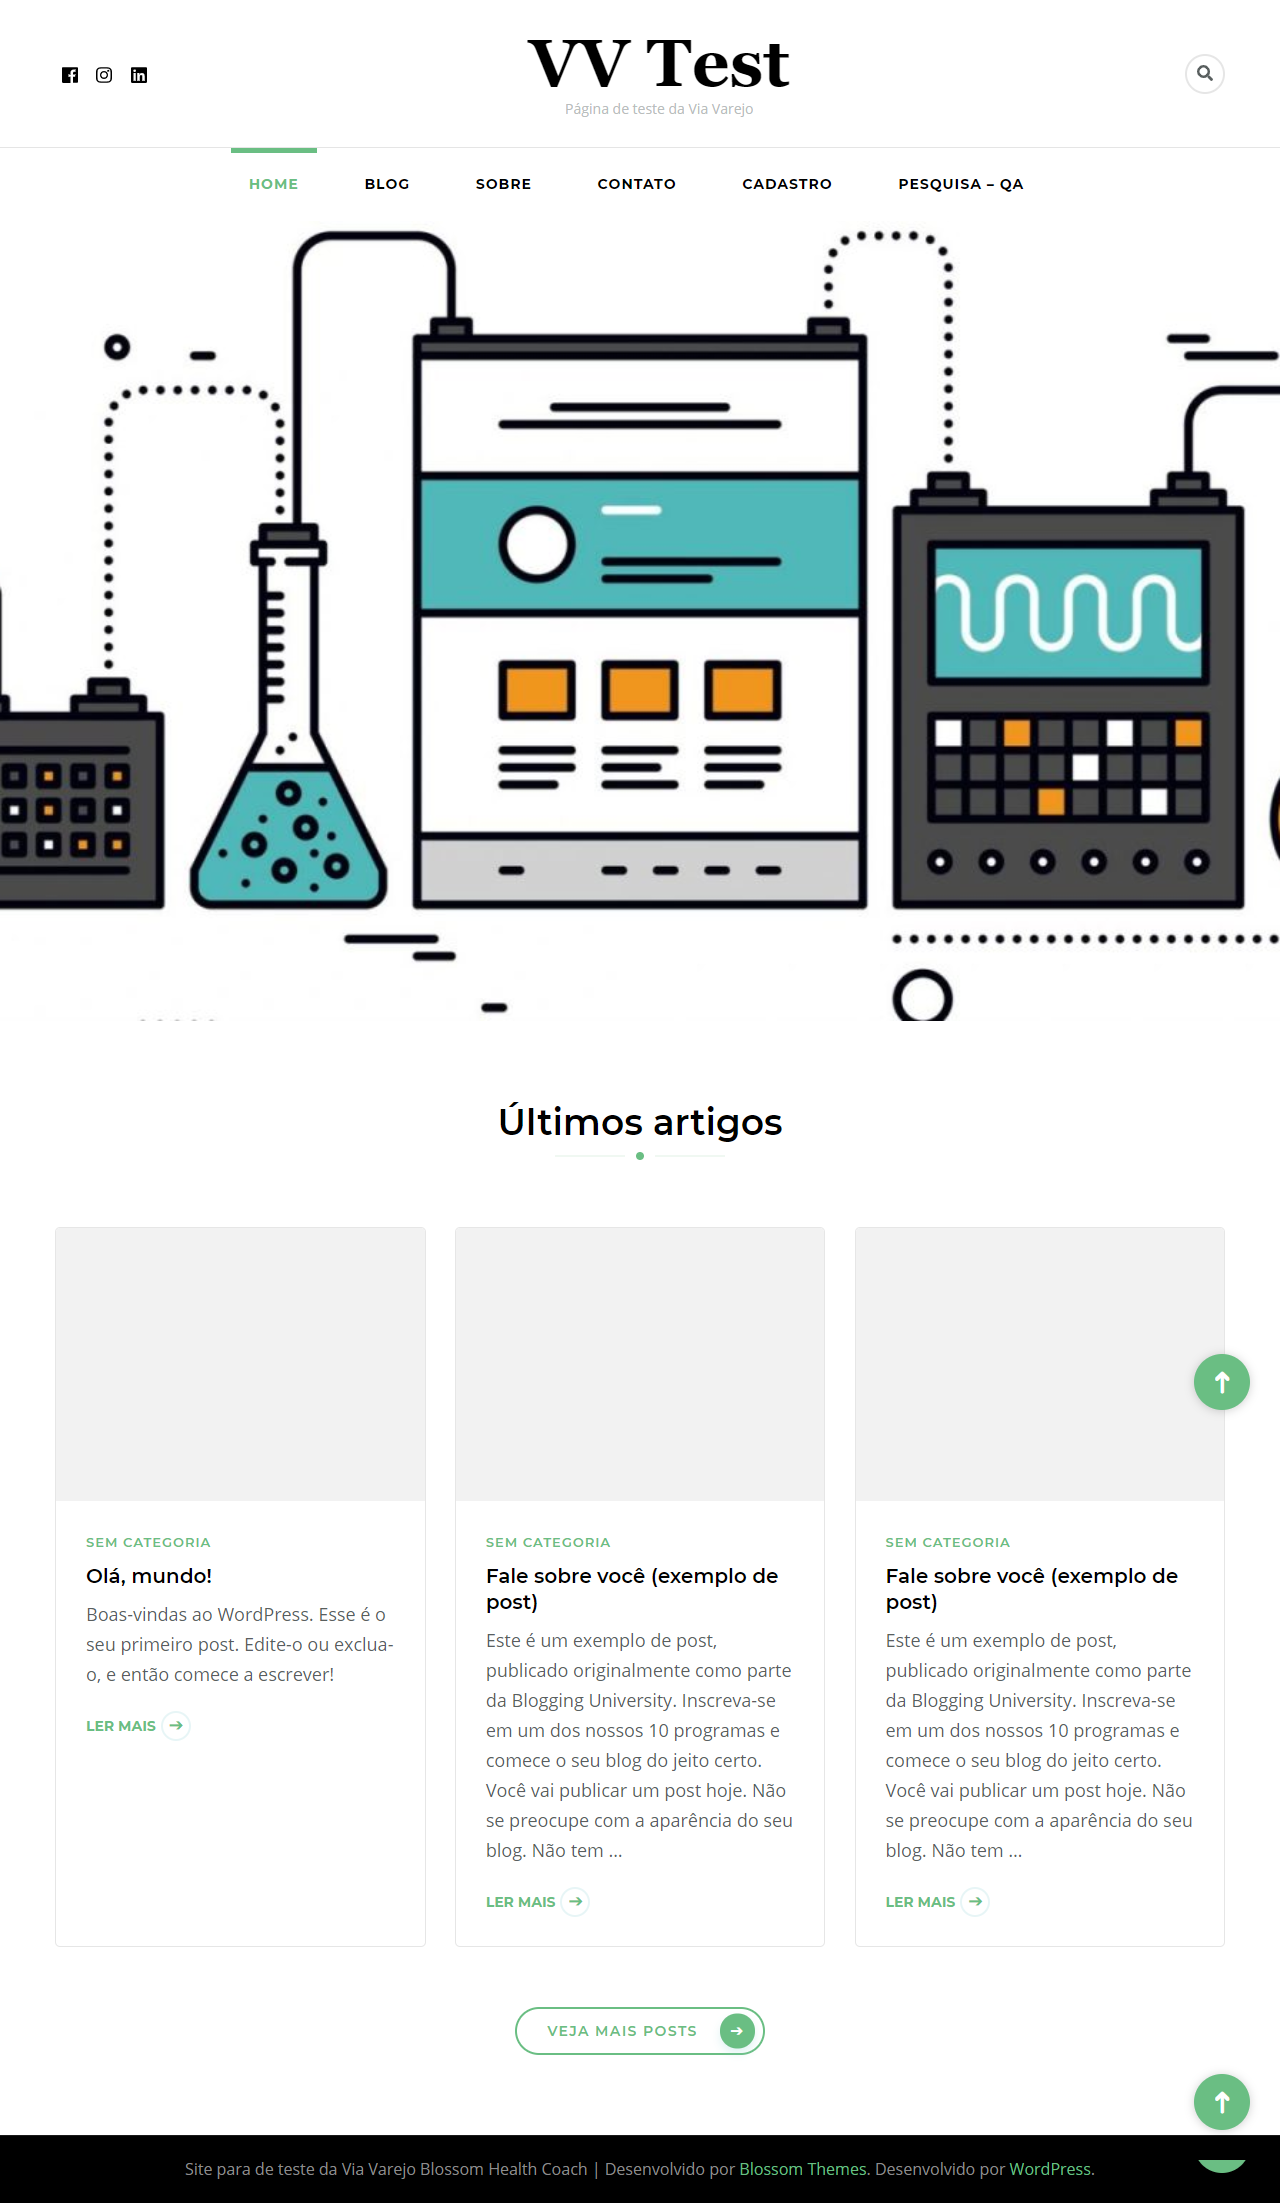 VV Test
Página de teste da Via Varejo
HOME BLOG SOBRE CONTATO CADASTRO PESQUISA – QA
Últimos artigos
SEM CATEGORIA
Olá, mundo!
Boas-vindas ao WordPress. Esse é o
seu primeiro post. Edite-o ou exclua-
o, e então comece a escrever!
LER MAIS
SEM CATEGORIA
Fale sobre você (exemplo de
post)
Este é um exemplo de post,
publicado originalmente como parte
da Blogging University. Inscreva-se
em um dos nossos 10 programas e
comece o seu blog do jeito certo.
Você vai publicar um post hoje. Não
se preocupe com a aparência do seu
blog. Não tem …
LER MAIS
SEM CATEGORIA
Fale sobre você (exemplo de
post)
Este é um exemplo de post,
publicado originalmente como parte
da Blogging University. Inscreva-se
em um dos nossos 10 programas e
comece o seu blog do jeito certo.
Você vai publicar um post hoje. Não
se preocupe com a aparência do seu
blog. Não tem …
LER MAIS
VEJA MAIS POSTS
Site para de teste da Via Varejo Blossom Health Coach | Desenvolvido por Blossom Themes. Desenvolvido por WordPress.